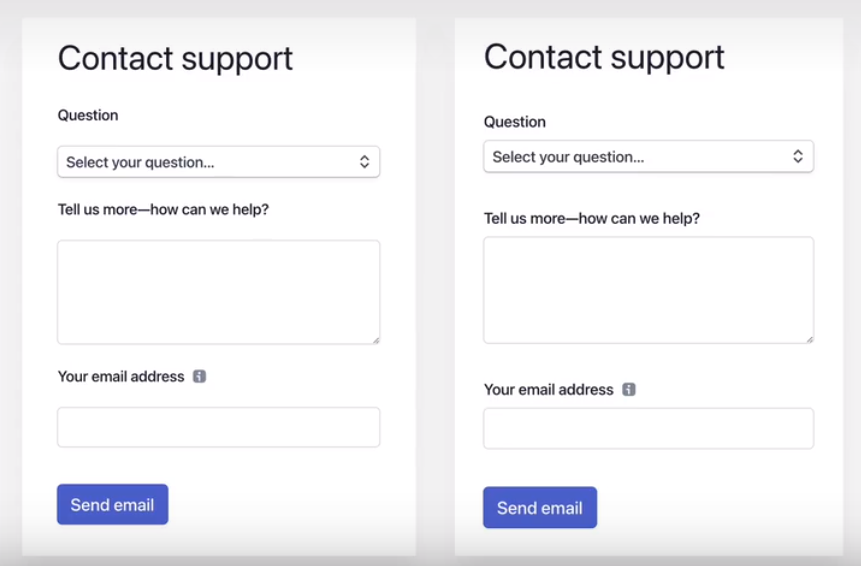 Contact support
Question
Select your question...
Tell us more—how can we help?
Your email address
Send email
Contact support
Question
Select your question...
Tell us more—how can we help?
Your email address
Send email